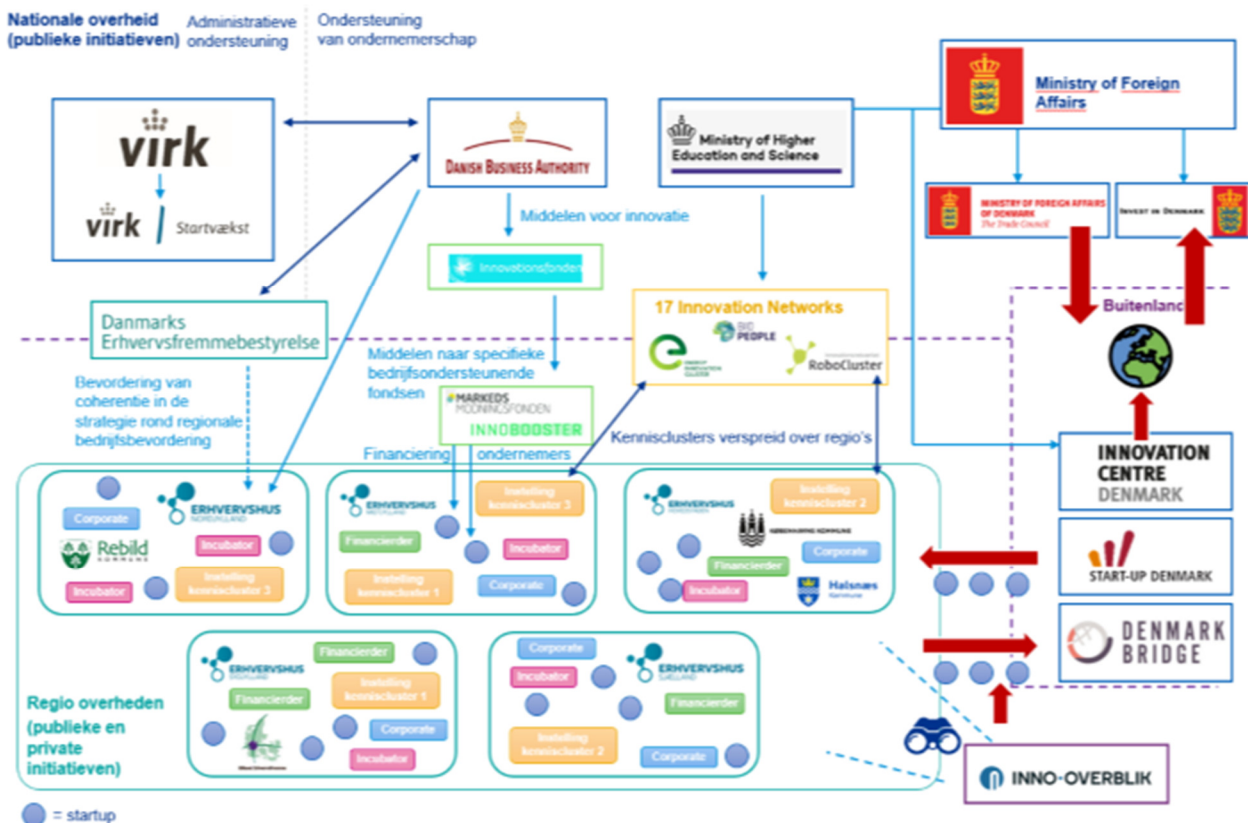 Nationale overheid
(publieke initiatieven)
Administratieve
ondersteuning
Ondersteuning
van ondernemerschap
virk
virk
Startvækst
DANISH BUSINESS AUTHORITY
Ministry of Higher
Education and Science
Ministry of Foreign
Affairs
MINISTRY OF FOREIGN AFFAIRS
OF DENMARK
The Trade Council
INVEST IN DENMARK
Middelen voor innovatie
Innovationsfonden
17 Innovation Networks
BIO
PEOPLE
RoboCluster
Buitenland
Danmarks
Erhvervsfremmebestyrelse
Middelen naar specifieke
bedrijfsondersteunende
fondsen
MARKEDS
MODNINGSFONDEN
INNOBOOSTER
Bevordering van
coherentie in de
strategie rond regionale
bedrijfsbevordering
Financiering
ondernemers
Kennisclusters verspreid over regio's
INNOVATION
CENTRE
DENMARK
START-UP DENMARK
DENMARK
BRIDGE
Corporate
ERHVERVSHUS
NORDJYLLAND
Rebild
KOMMUNE
Incubator
Incubator
Instelling
kenniscluster 3
ERHVERVSHUS
Instelling
kenniscluster 3
Financierder
Incubator
Instelling
kenniscluster 1
Corporate
ERHVERVSHUS
Instelling
kenniscluster 2
KØBENHAVNS KOMMUNE
Corporate
Financierder
Incubator
Halsnæs
Kommune
ERHVERVSHUS
Financierder
Instelling
kenniscluster 1
Financierder
Corporate
Incubator
Corporate
ERHVERVSHUS
SJÆLLAND
Incubator
Financierder
Instelling
kenniscluster 2
Corporate
Regio overheden
(publieke en
private
initiatieven)
INNO-OVERBLIK
= startup